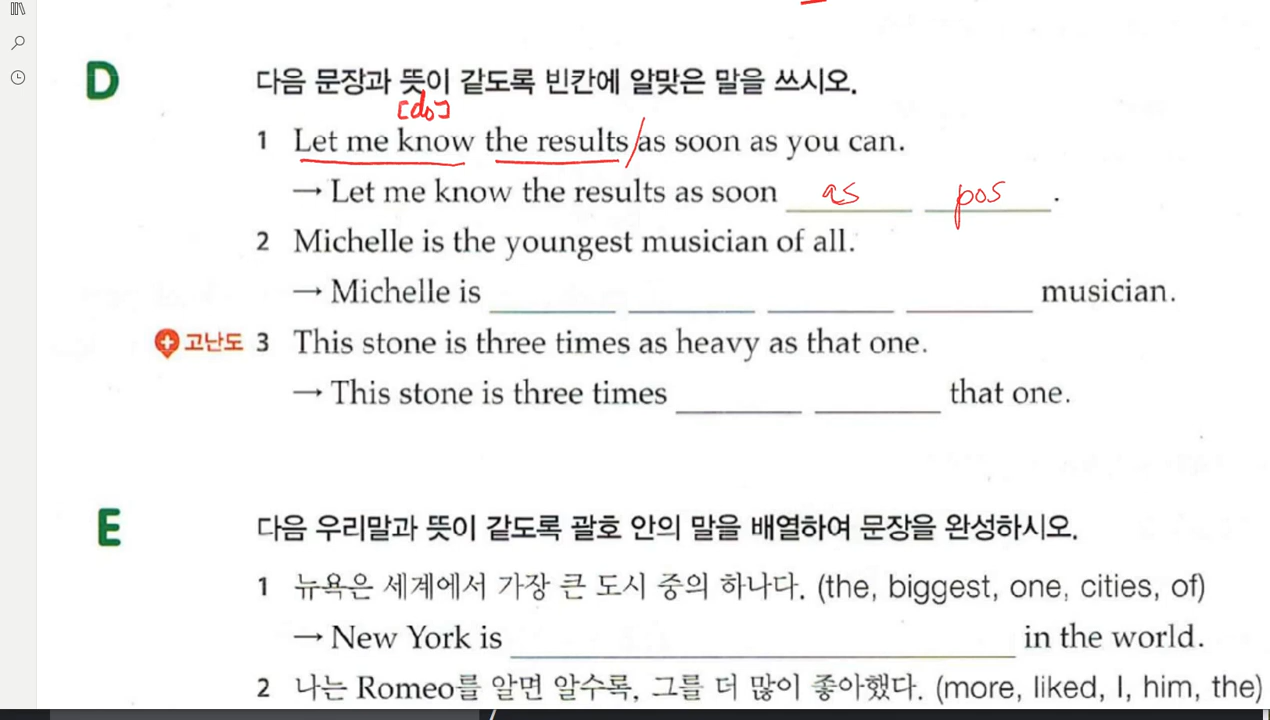 D 다음 문장과 뜻이 같도록 빈칸에 알맞은 말을 쓰시오.
[do]
1 Let me know the results/as soon as you can.
→ Let me know the results as soon as pos.
2 Michelle is the youngest musician of all.
→ Michelle is musician.
고난도 3 This stone is three times as heavy as that one.
→ This stone is three times that one.
E 다음 우리말과 뜻이 같도록 괄호 안의 말을 배열하여 문장을 완성하시오.
1 뉴욕은 세계에서 가장 큰 도시 중의 하나다. (the, biggest, one, cities, of)
→ New York is in the world.
2 나는 Romeo를 알면 알수록, 그를 더 많이 좋아했다. (more, liked, I, him, the)